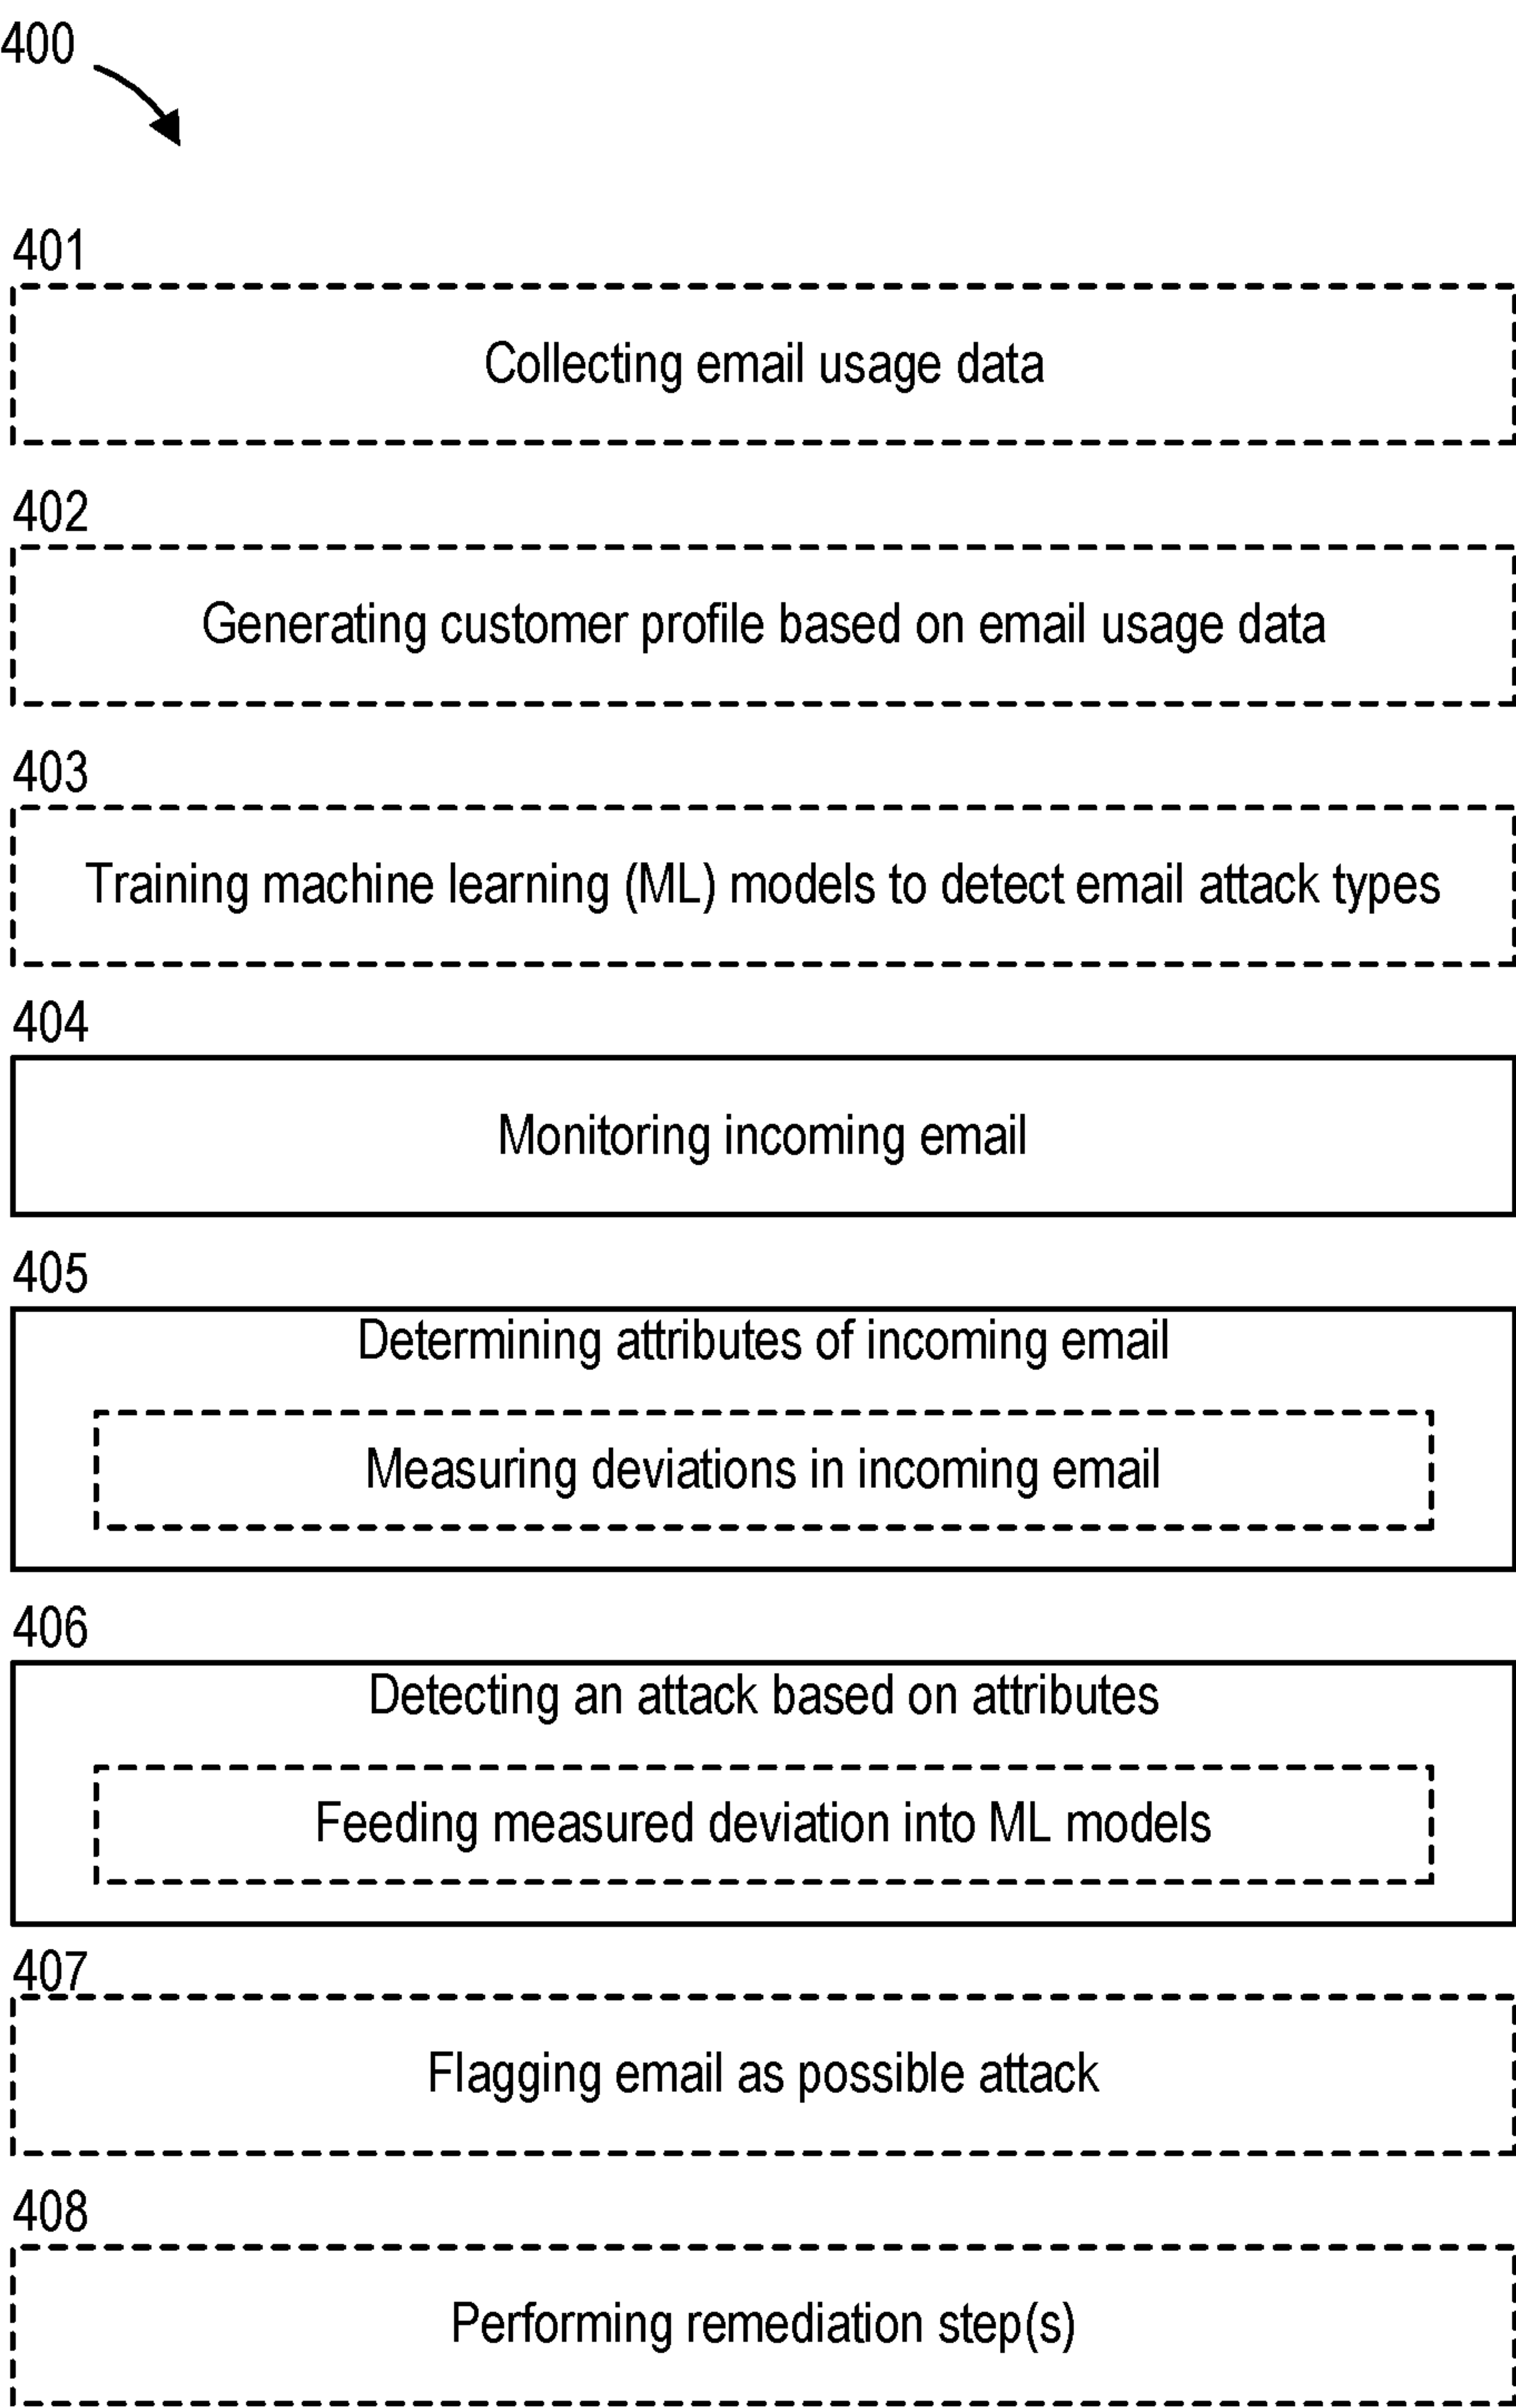 400
401
Collecting email usage data
402
Generating customer profile based on email usage data
403
Training machine learning (ML) models to detect email attack types
404
Monitoring incoming email
405
Determining attributes of incoming email
Measuring deviations in incoming email
406
Detecting an attack based on attributes
Feeding measured deviation into ML models
407
Flagging email as possible attack
408
Performing remediation step(s)